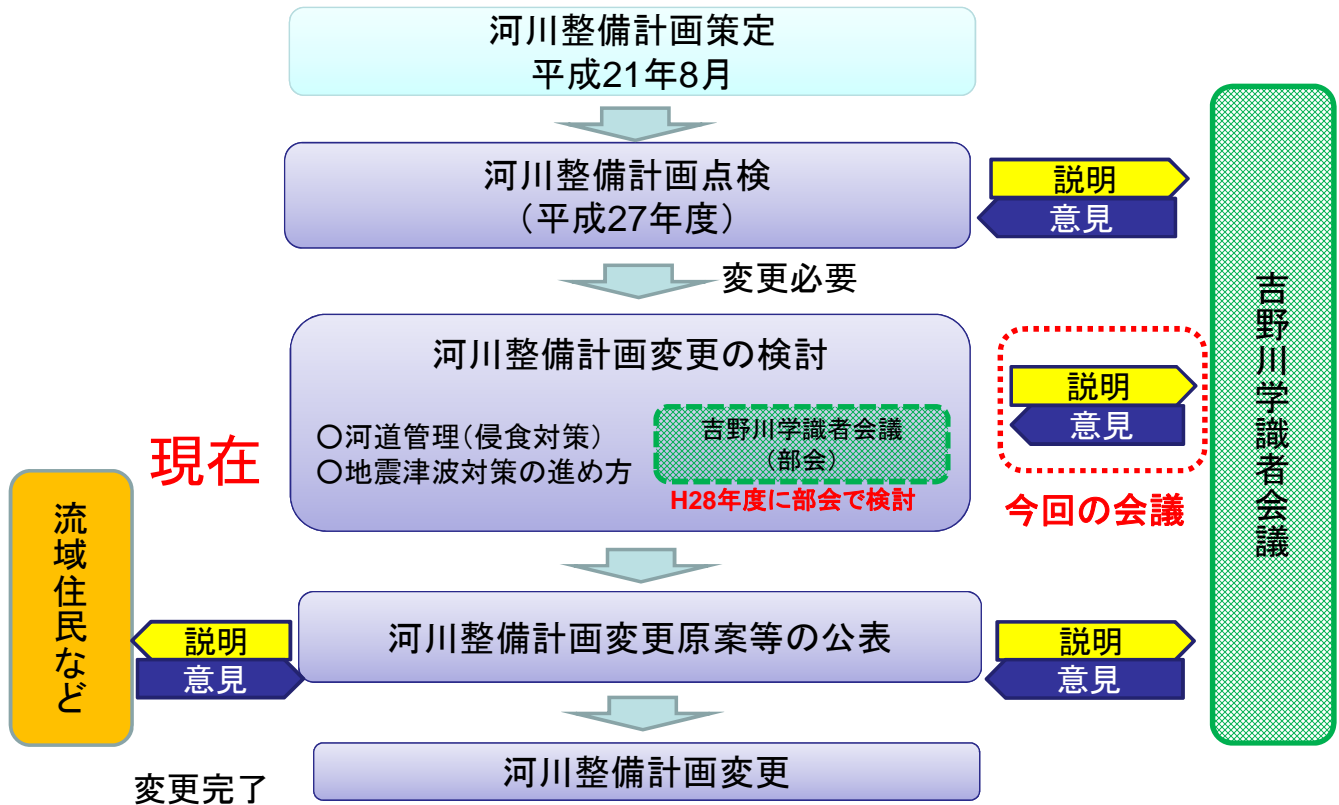 河川整備計画策定
平成21年8月
河川整備計画点検
（平成27年度）
説明
意見
変更必要
河川整備計画変更の検討
〇河道管理（侵食対策）
〇地震津波対策の進め方
吉野川学識者会議
（部会）
H28年度に部会で検討
現在
説明
意見
今回の会議
吉野川学識者会議
流域住民など
説明
意見
河川整備計画変更原案等の公表
説明
意見
河川整備計画変更
変更完了